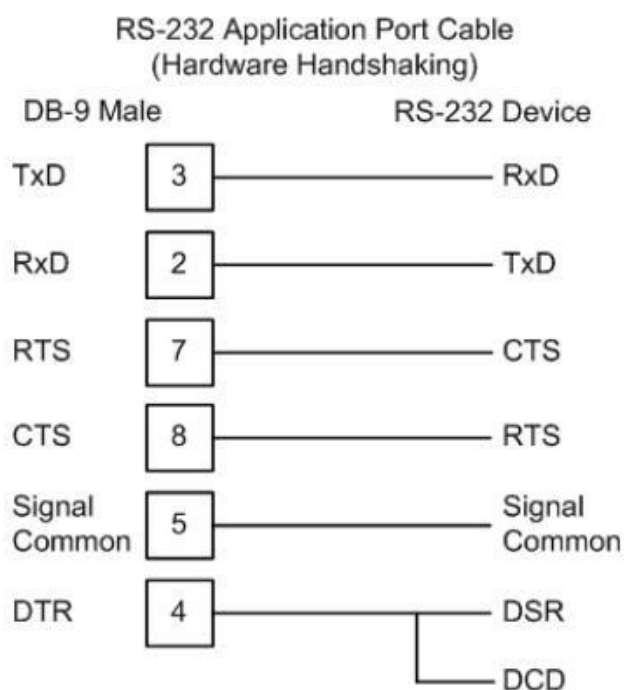 RS-232 Application Port Cable
(Hardware Handshaking)
DB-9 Male RS-232 Device
TxD 3 RxD
RxD 2 TxD
RTS 7 CTS
CTS 8 RTS
Signal Common 5 Signal Common
DTR 4 DSR
DCD